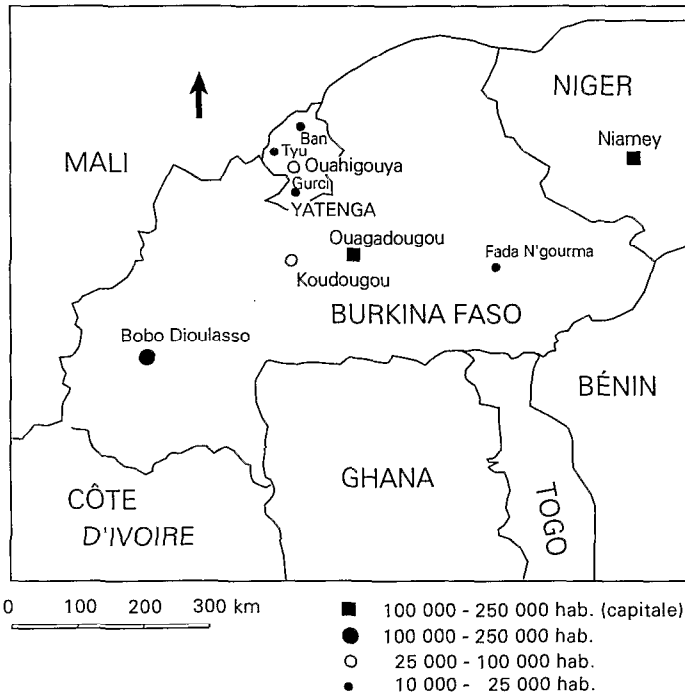 NIGER
Niamey
MALI
Ban
Tyu
Ouahigouya
Gurci
YATENGA
Ouagadougou
Fada N'gourma
Koudougou
BURKINA FASO
Bobo Dioulasso
BÉNIN
GHANA
CÔTE
D'IVOIRE
TOGO
0 100 200 300 km
100 000 - 250 000 hab. (capitale)
100 000 - 250 000 hab.
25 000 - 100 000 hab.
10 000 - 25 000 hab.